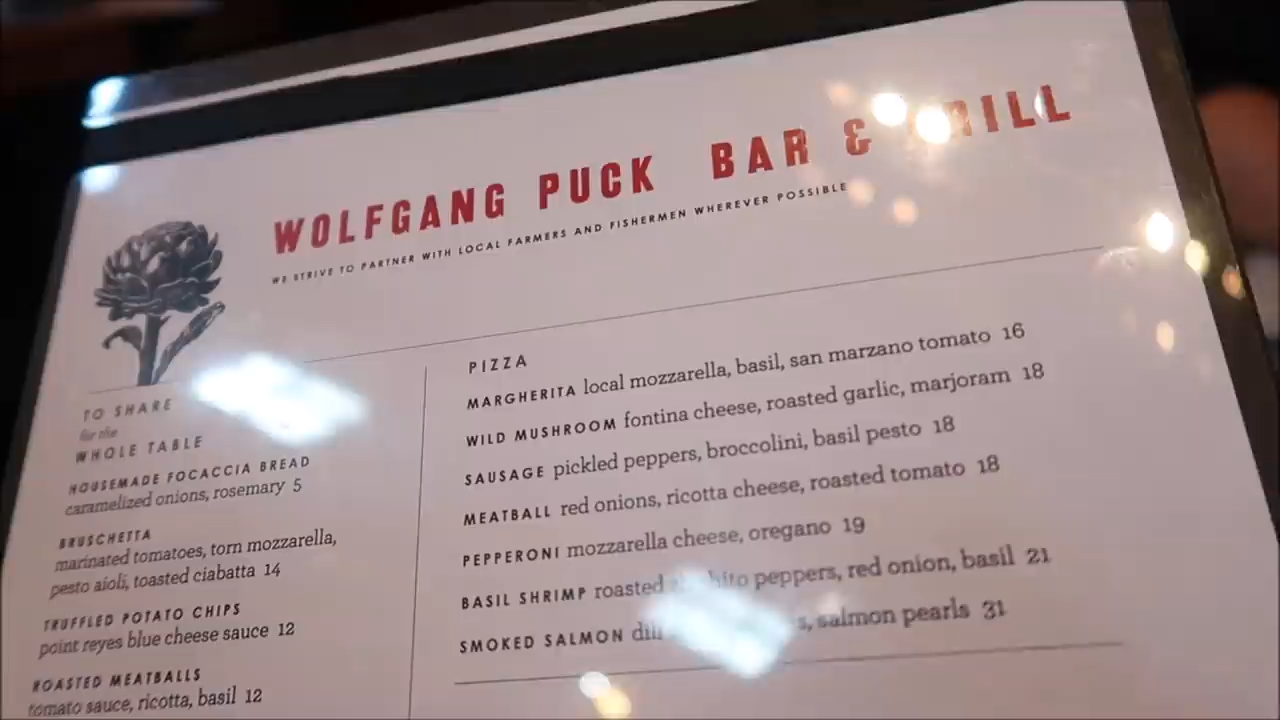 WOLFGANG PUCK BAR & GRILL
WE STRIVE TO PARTNER WITH LOCAL FARMERS AND FISHERMEN WHEREVER POSSIBLE
TO SHARE
for the
WHOLE TABLE
HOUSEMADE FOCACCIA BREAD
caramelized onions, rosemary 5
BRUSCHETTA
marinated tomatoes, torn mozzarella,
pesto aioli, toasted ciabatta 14
TRUFFLED POTATO CHIPS
point reyes blue cheese sauce 12
ROASTED MEATBALLS
tomato sauce, ricotta, basil 12
PIZZA
MARGHERITA local mozzarella, basil, san marzano tomato 16
WILD MUSHROOM fontina cheese, roasted garlic, marjoram 18
SAUSAGE pickled peppers, broccolini, basil pesto 18
MEATBALL red onions, ricotta cheese, roasted tomato 18
PEPPERONI mozzarella cheese, oregano 19
BASIL SHRIMP roasted peppers, red onion, basil 21
SMOKED SALMON dill salmon pearls 31